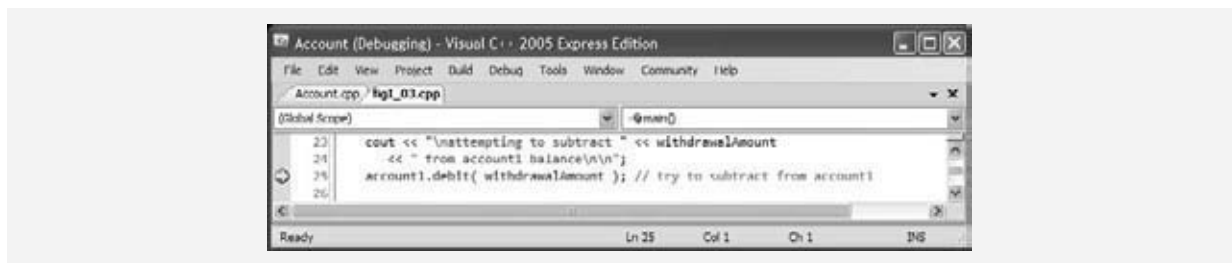 Account (Debugging) - Visual C++ 2005 Express Edition
File Edit View Project Build Debug Tools Window Community Help
Account.cpp fig1_03.cpp
(Global Scope) main()
23 cout << "\nattempting to subtract " << withdrawalAmount
24 << " from account1 balance\n\n";
25 account1.debit( withdrawalAmount ); // try to subtract from account1
26
Ready Ln 25 Col 1 Ch 1 INS